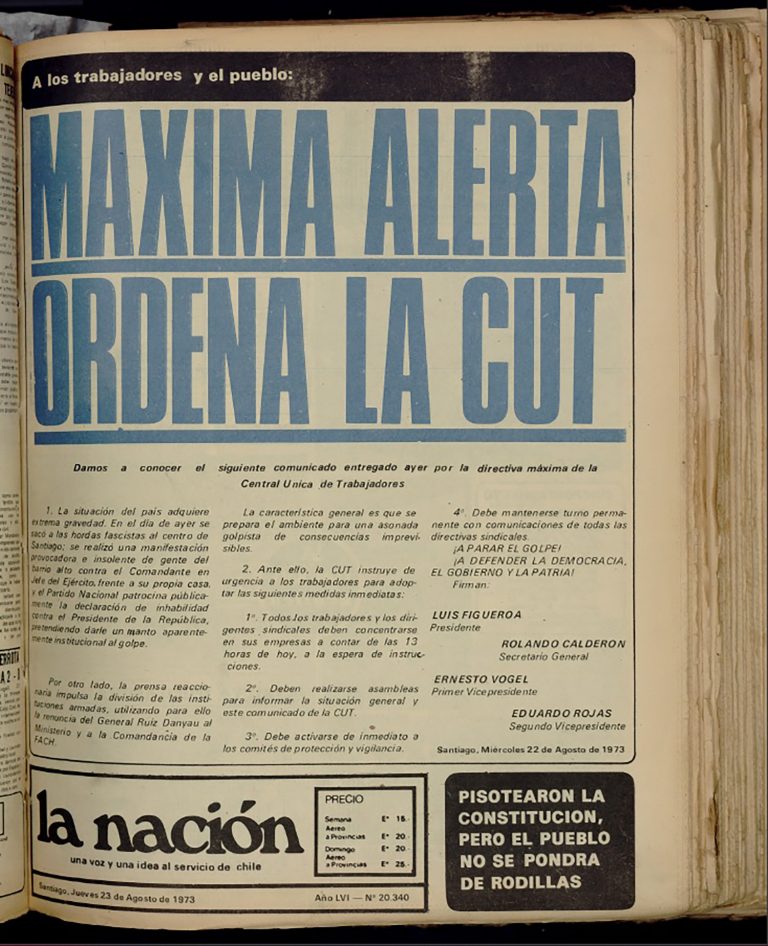 A los trabajadores y el pueblo:
MAXIMA ALERTA
ORDENA LA CUT
Damos a conocer el siguiente comunicado entregado ayer por la directiva máxima de la
Central Unica de Trabajadores
1. La situación del país adquiere
extrema gravedad. En el día de ayer se
sacó a las hordas fascistas al centro de
Santiago; se realizó una manifestación
provocadora e insolente de gente del
barrio alto contra el Comandante en
Jefe del Ejército, frente a su propia casa,
y el Partido Nacional patrocina pública-
mente la declaración de inhabilidad
contra el Presidente de la República,
pretendiendo darle un manto aparente-
mente institucional al golpe.
Por otro lado, la prensa reaccio-
naria impulsa la división de las insti-
tuciones armadas, utilizando para ello
la renuncia del General Ruiz Danyau al
Ministerio y a la Comandancia de la
FACH.
La característica general es que se
prepara el ambiente para una asonada
golpista de consecuencias imprevi-
sibles.
2. Ante ello, la CUT instruye de
urgencia a los trabajadores para adop-
tar las siguientes medidas inmediatas:
1º. Todos los trabajadores y los diri-
gentes sindicales deben concentrarse
en sus empresas a contar de las 13
horas de hoy, a la espera de instruc-
ciones.
2º. Deben realizarse asambleas
para informar la situación general y
este comunicado de la CUT.
3º. Debe activarse de inmediato a
los comités de protección y vigilancia.
4º. Debe mantenerse turno perma-
nente con comunicaciones de todas las
directivas sindicales.
¡A PARAR EL GOLPE!
¡A DEFENDER LA DEMOCRACIA,
EL GOBIERNO Y LA PATRIA!
Firman:
LUIS FIGUEROA
Presidente
ROLANDO CALDERON
Secretario General
ERNESTO VOGEL
Primer Vicepresidente
EDUARDO ROJAS
Segundo Vicepresidente
Santiago, Miércoles 22 de Agosto de 1973
la nación
una voz y una idea al servicio de chile
PRECIO
Semana Eº 15.-
Aereo
a Provincias Eº 20.-
Domingo Eº 20.-
Aereo
a Provincias Eº 25.-
Santiago, Jueves 23 de Agosto de 1973
Año LVI — Nº 20.340
PISOTEARON LA
CONSTITUCION,
PERO EL PUEBLO
NO SE PONDRA
DE RODILLAS